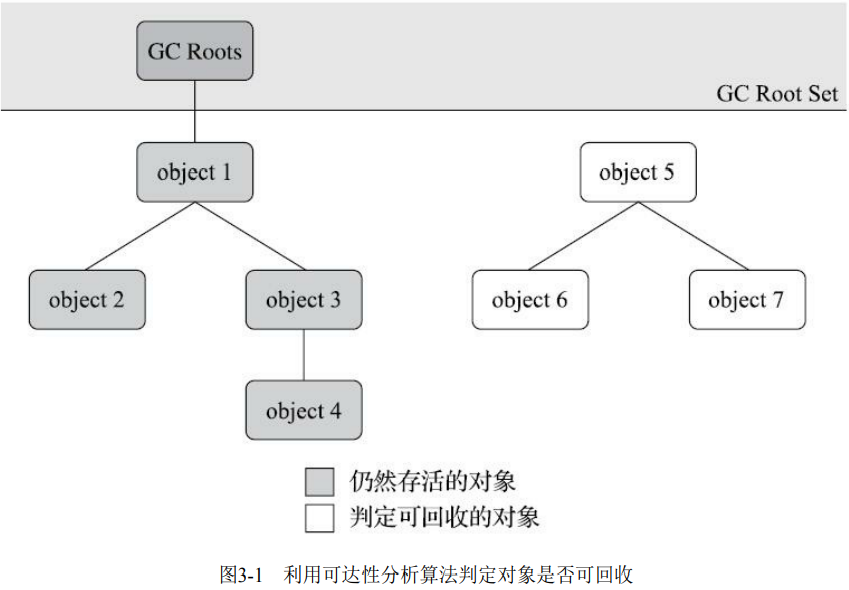 GC Roots
GC Root Set
object 1
object 5
object 2
object 3
object 6
object 7
object 4
仍然存活的对象
判定可回收的对象
图3-1 利用可达性分析算法判定对象是否可回收